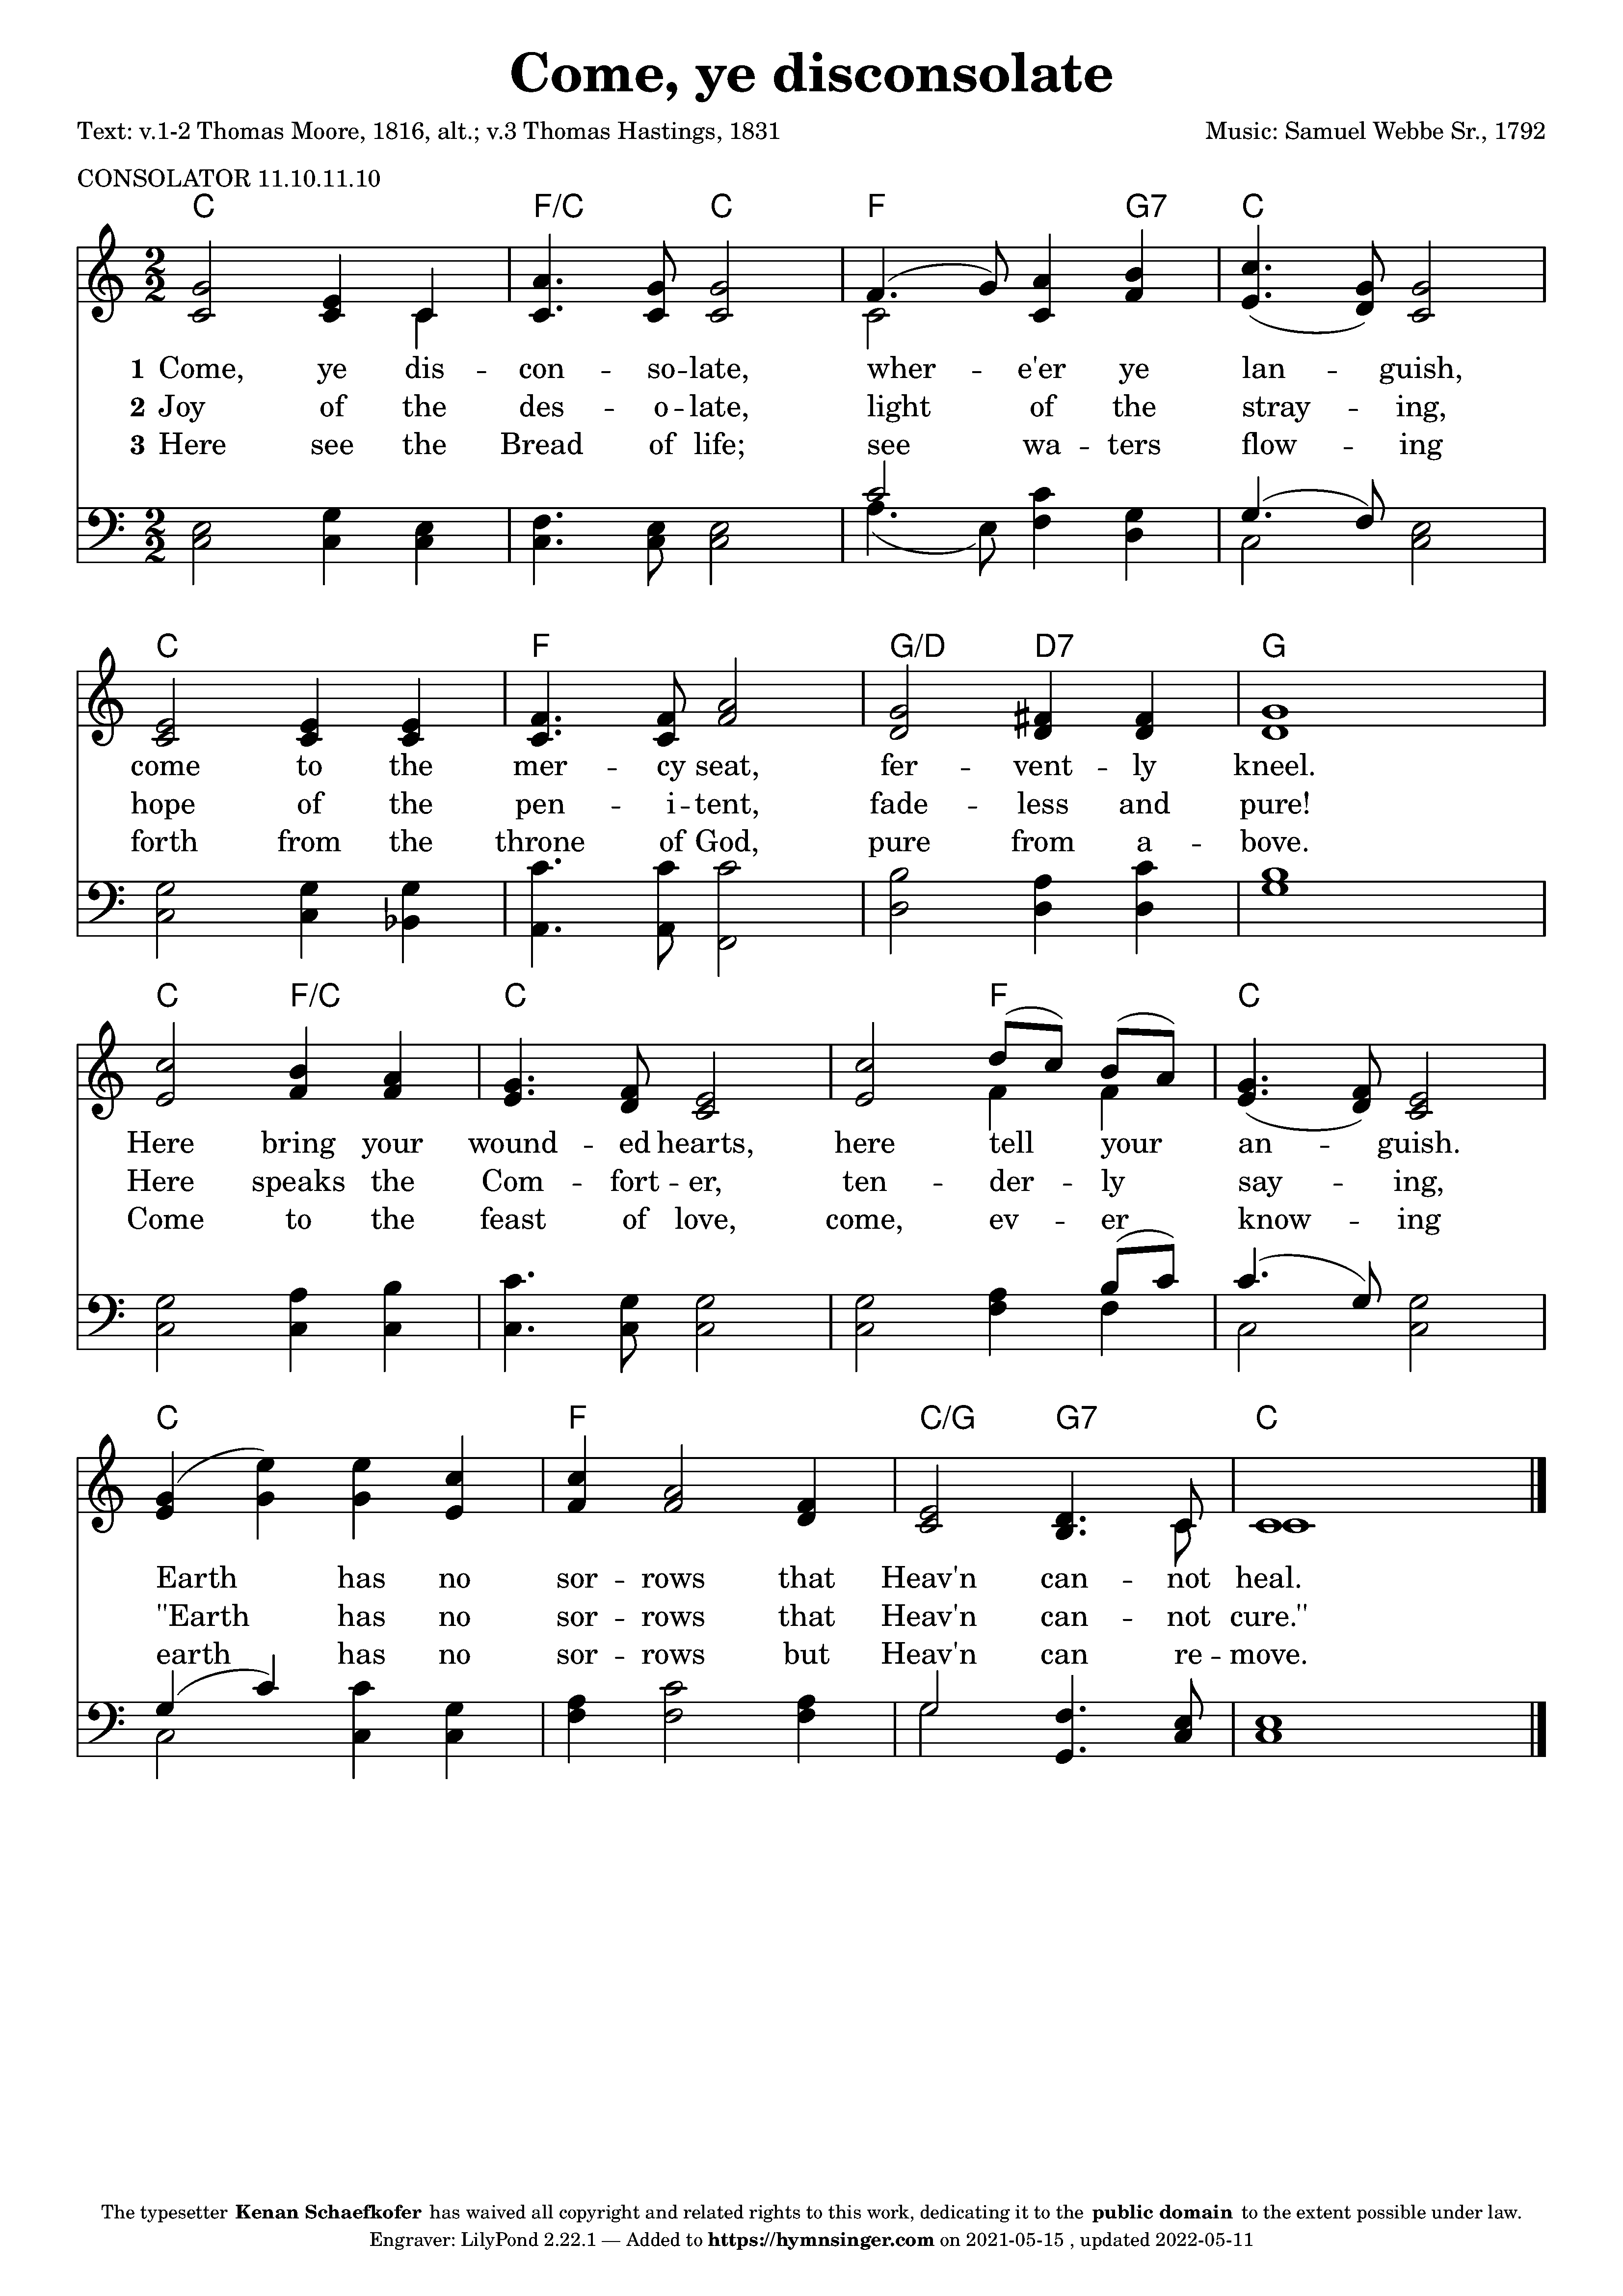 Come, ye disconsolate
Text: v.1-2 Thomas Moore, 1816, alt.; v.3 Thomas Hastings, 1831 Music: Samuel Webbe Sr., 1792
CONSOLATOR 11.10.11.10
C F/C C F G7 C
1 Come, ye dis -- con -- so -- late, wher -- e'er ye lan -- guish,
2 Joy of the des -- o -- late, light of the stray -- ing,
3 Here see the Bread of life; see wa -- ters flow -- ing
C F G/D D7 G
come to the mer -- cy seat, fer -- vent -- ly kneel.
hope of the pen -- i -- tent, fade -- less and pure!
forth from the throne of God, pure from a -- bove.
C F/C C F C
Here bring your wound -- ed hearts, here tell your an -- guish.
Here speaks the Com -- fort -- er, ten -- der -- ly say -- ing,
Come to the feast of love, come, ev -- er know -- ing
C F C/G G7 C
Earth has no sor -- rows that Heav'n can -- not heal.
"Earth has no sor -- rows that Heav'n can -- not cure."
earth has no sor -- rows but Heav'n can re -- move.
The typesetter Kenan Schaefkofer has waived all copyright and related rights to this work, dedicating it to the public domain to the extent possible under law.
Engraver: LilyPond 2.22.1 — Added to https://hymnsinger.com on 2021-05-15 , updated 2022-05-11